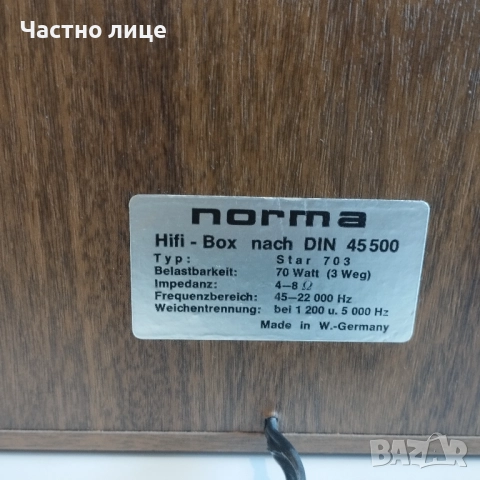 Частно лице
norma
Hifi - Box nach DIN 45500
Typ: Star 703
Belastbarkeit: 70 Watt (3 Weg)
Impedanz: 4–8 Ω
Frequenzbereich: 45–22 000 Hz
Weichentrennung: bei 1 200 u. 5 000 Hz
Made in W.-Germany
BAZAR